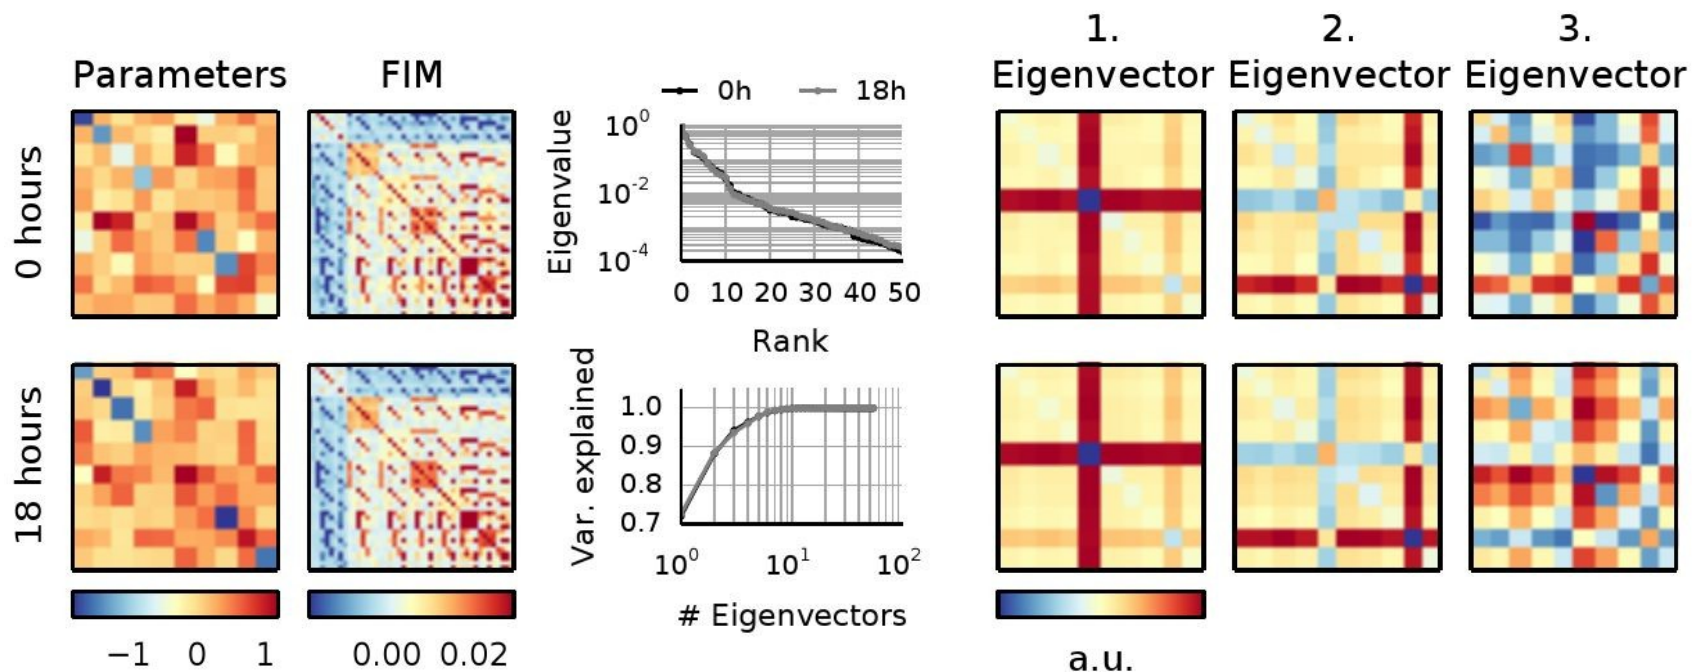 1. 2. 3.
Parameters FIM Eigenvector Eigenvector Eigenvector
0h 18h
0 hours
Eigenvalue
10^0
10^-2
10^-4
0 10 20 30 40 50
Rank
18 hours
Var. explained
1.0
0.9
0.8
0.7
10^0 10^1 10^2
# Eigenvectors
−1 0 1 0.00 0.02 a.u.